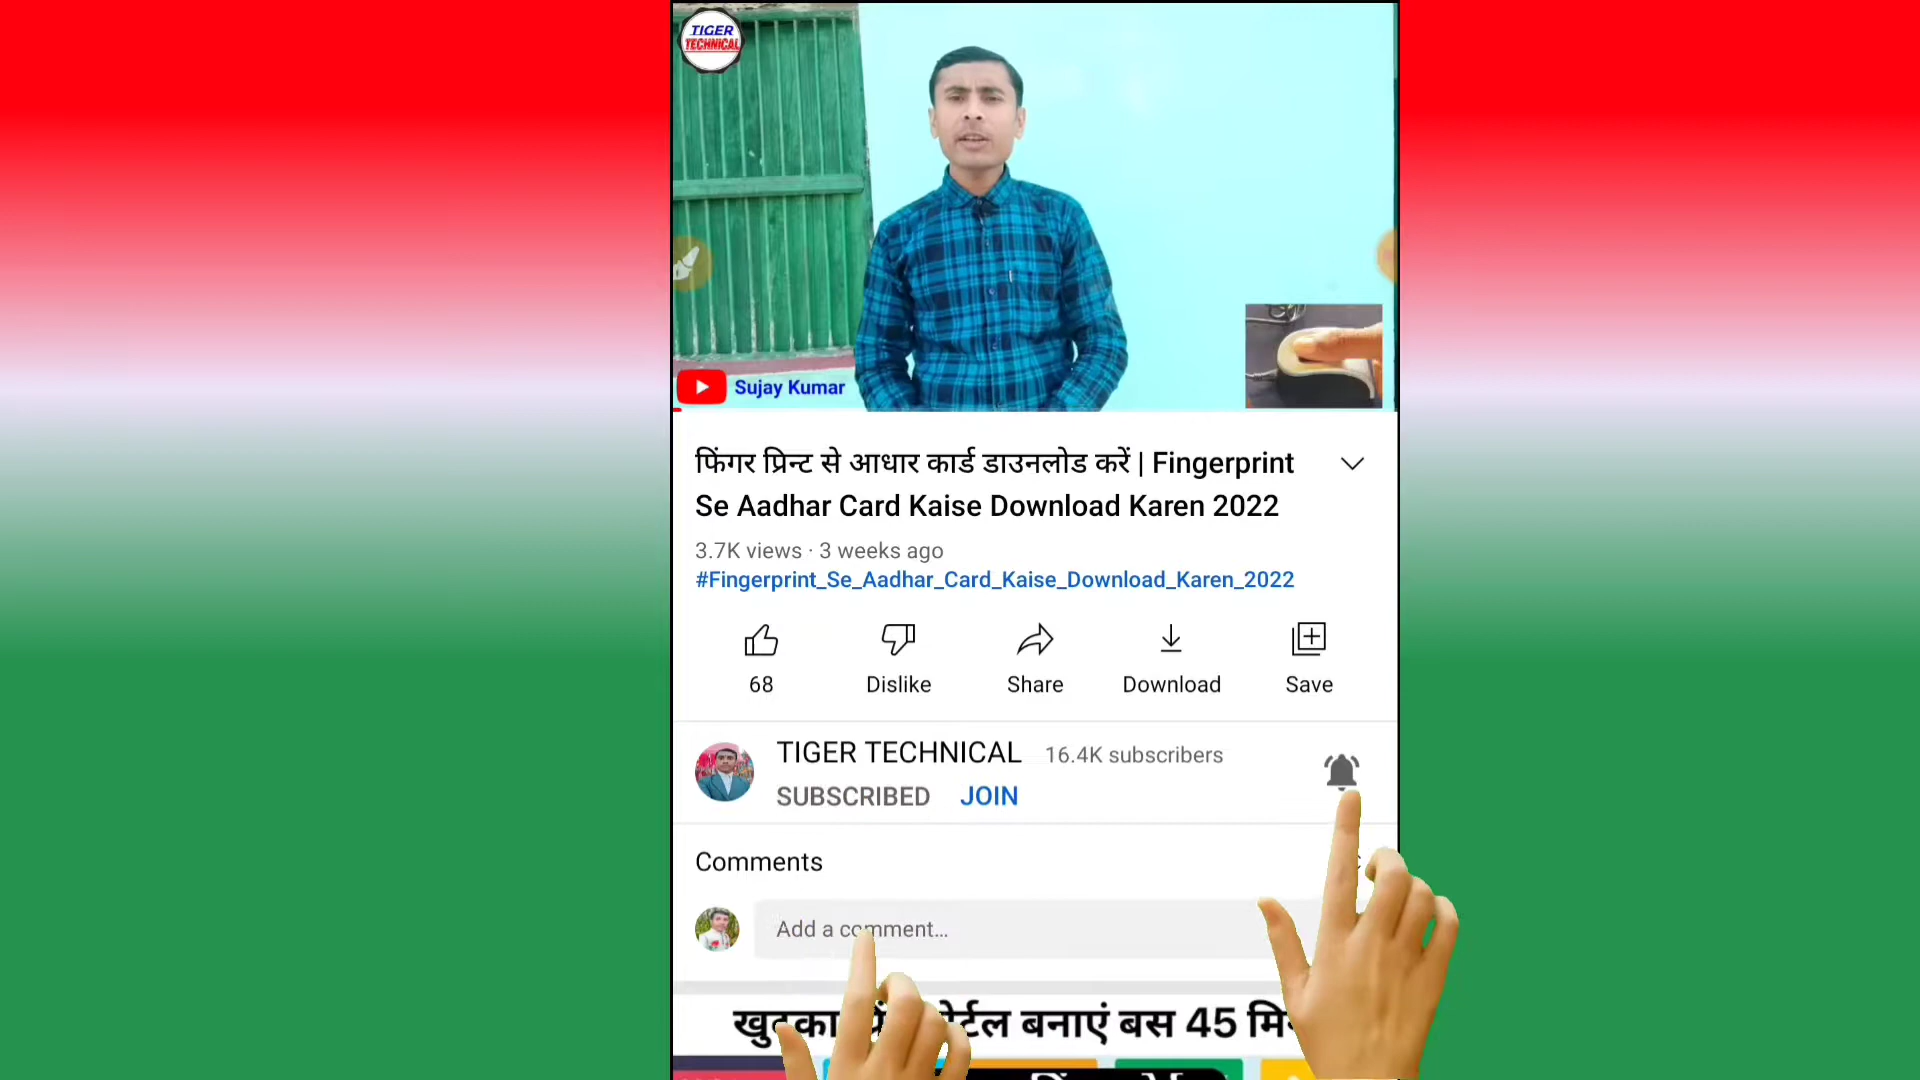 TIGER
TECHNICAL
Sujay Kumar
फिंगर प्रिन्ट से आधार कार्ड डाउनलोड करें | Fingerprint
Se Aadhar Card Kaise Download Karen 2022
3.7K views · 3 weeks ago
#Fingerprint_Se_Aadhar_Card_Kaise_Download_Karen_2022
68
Dislike
Share
Download
Save
TIGER TECHNICAL 16.4K subscribers
SUBSCRIBED JOIN
Comments
Add a comment...
बनाएं बस 45